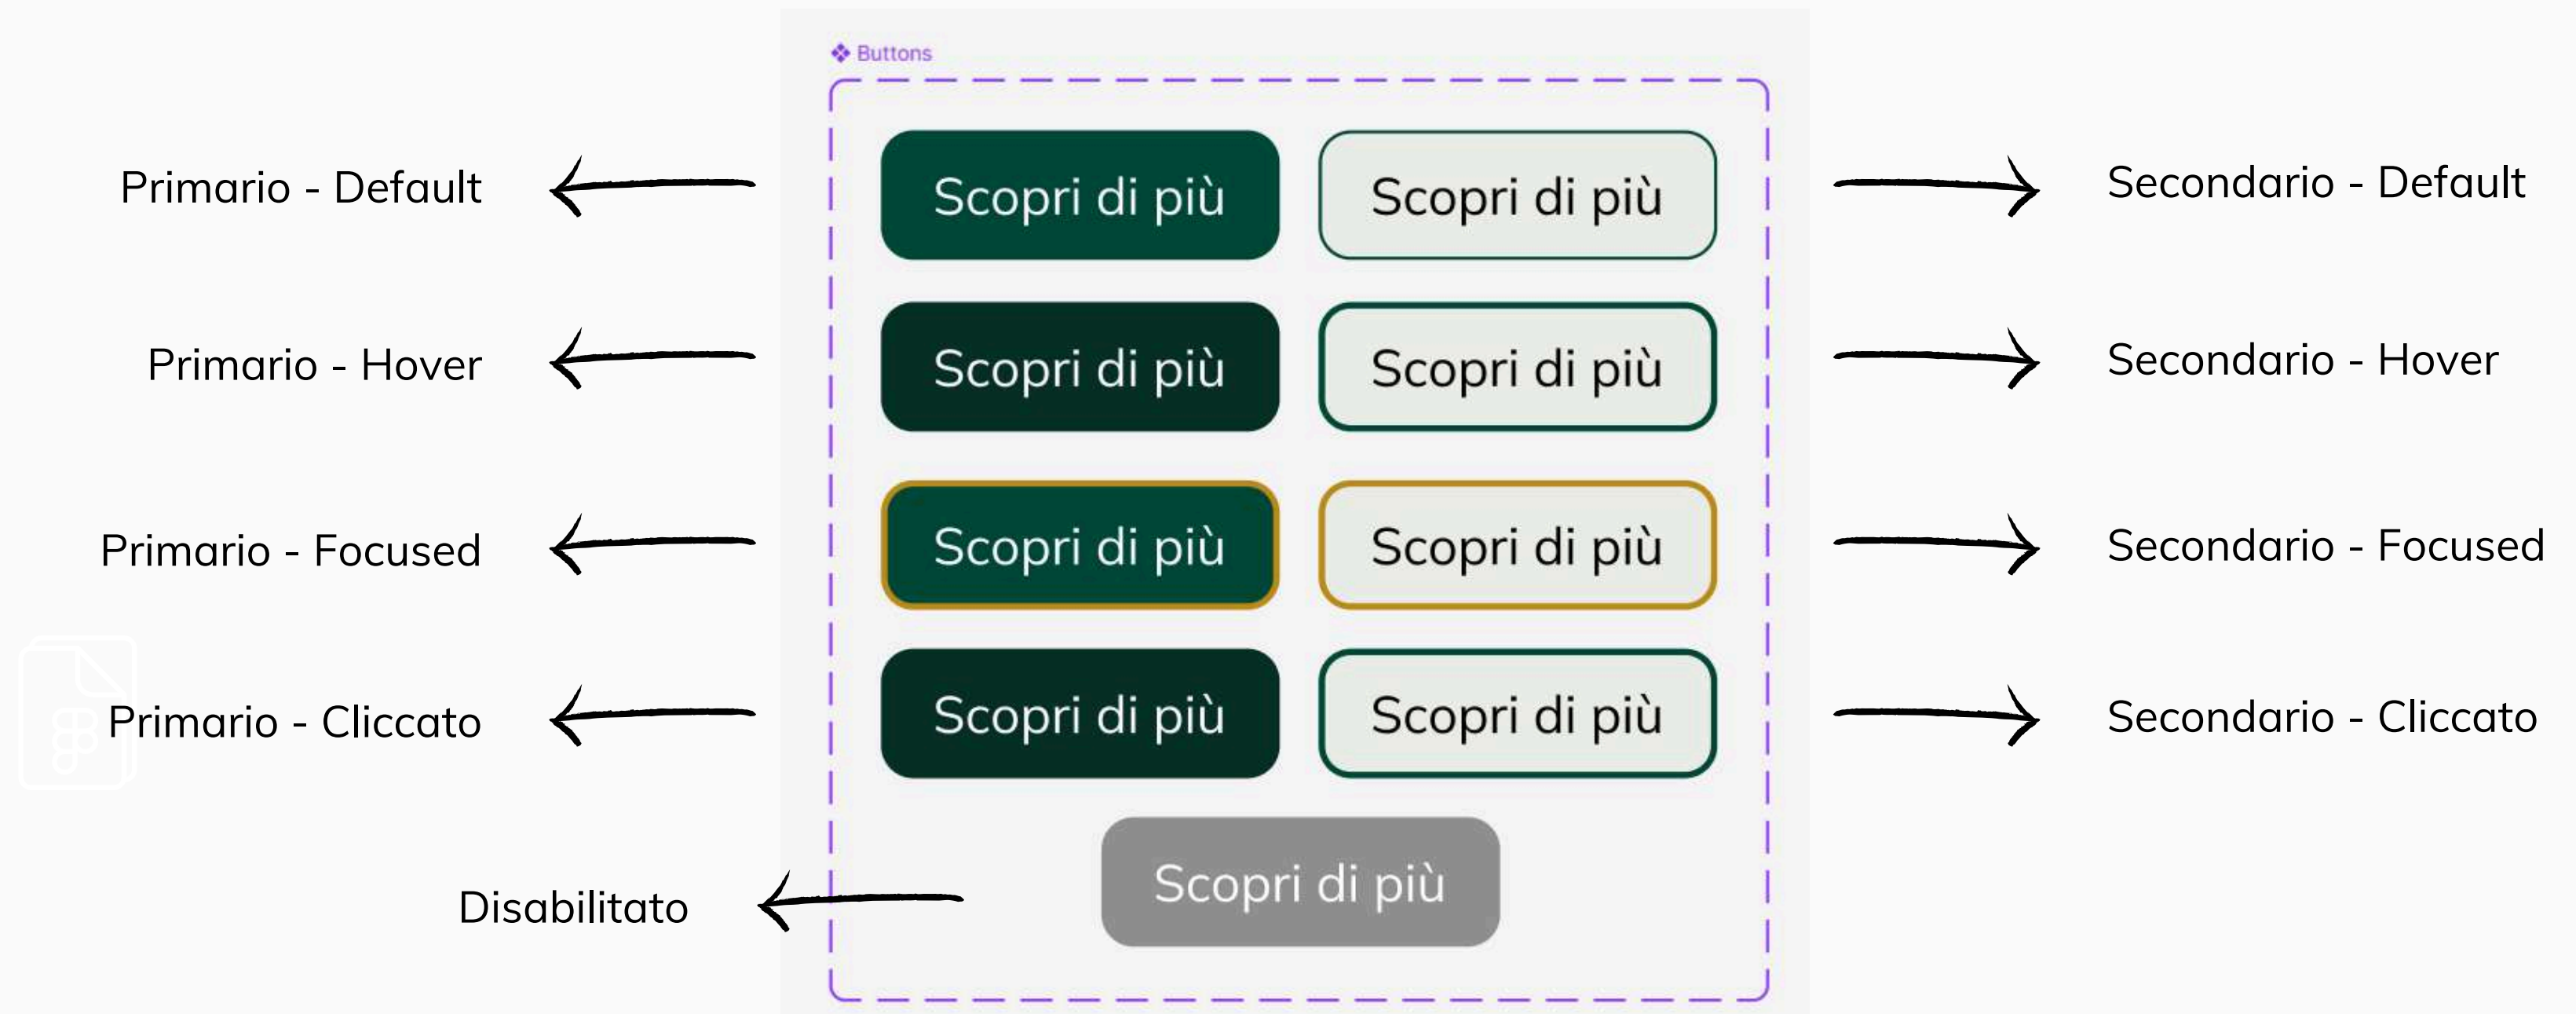 Buttons
Primario - Default
Scopri di più
Scopri di più
Secondario - Default
Primario - Hover
Scopri di più
Scopri di più
Secondario - Hover
Primario - Focused
Scopri di più
Scopri di più
Secondario - Focused
Primario - Cliccato
Scopri di più
Scopri di più
Secondario - Cliccato
Disabilitato
Scopri di più